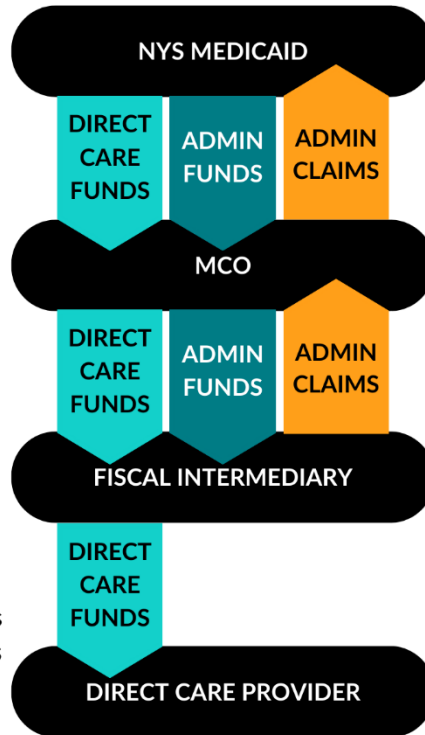 NYS MEDICAID
DIRECT
CARE
FUNDS
ADMIN
FUNDS
ADMIN
CLAIMS
MCO
DIRECT
CARE
FUNDS
ADMIN
FUNDS
ADMIN
CLAIMS
FISCAL INTERMEDIARY
DIRECT
CARE
FUNDS
s
s
DIRECT CARE PROVIDER